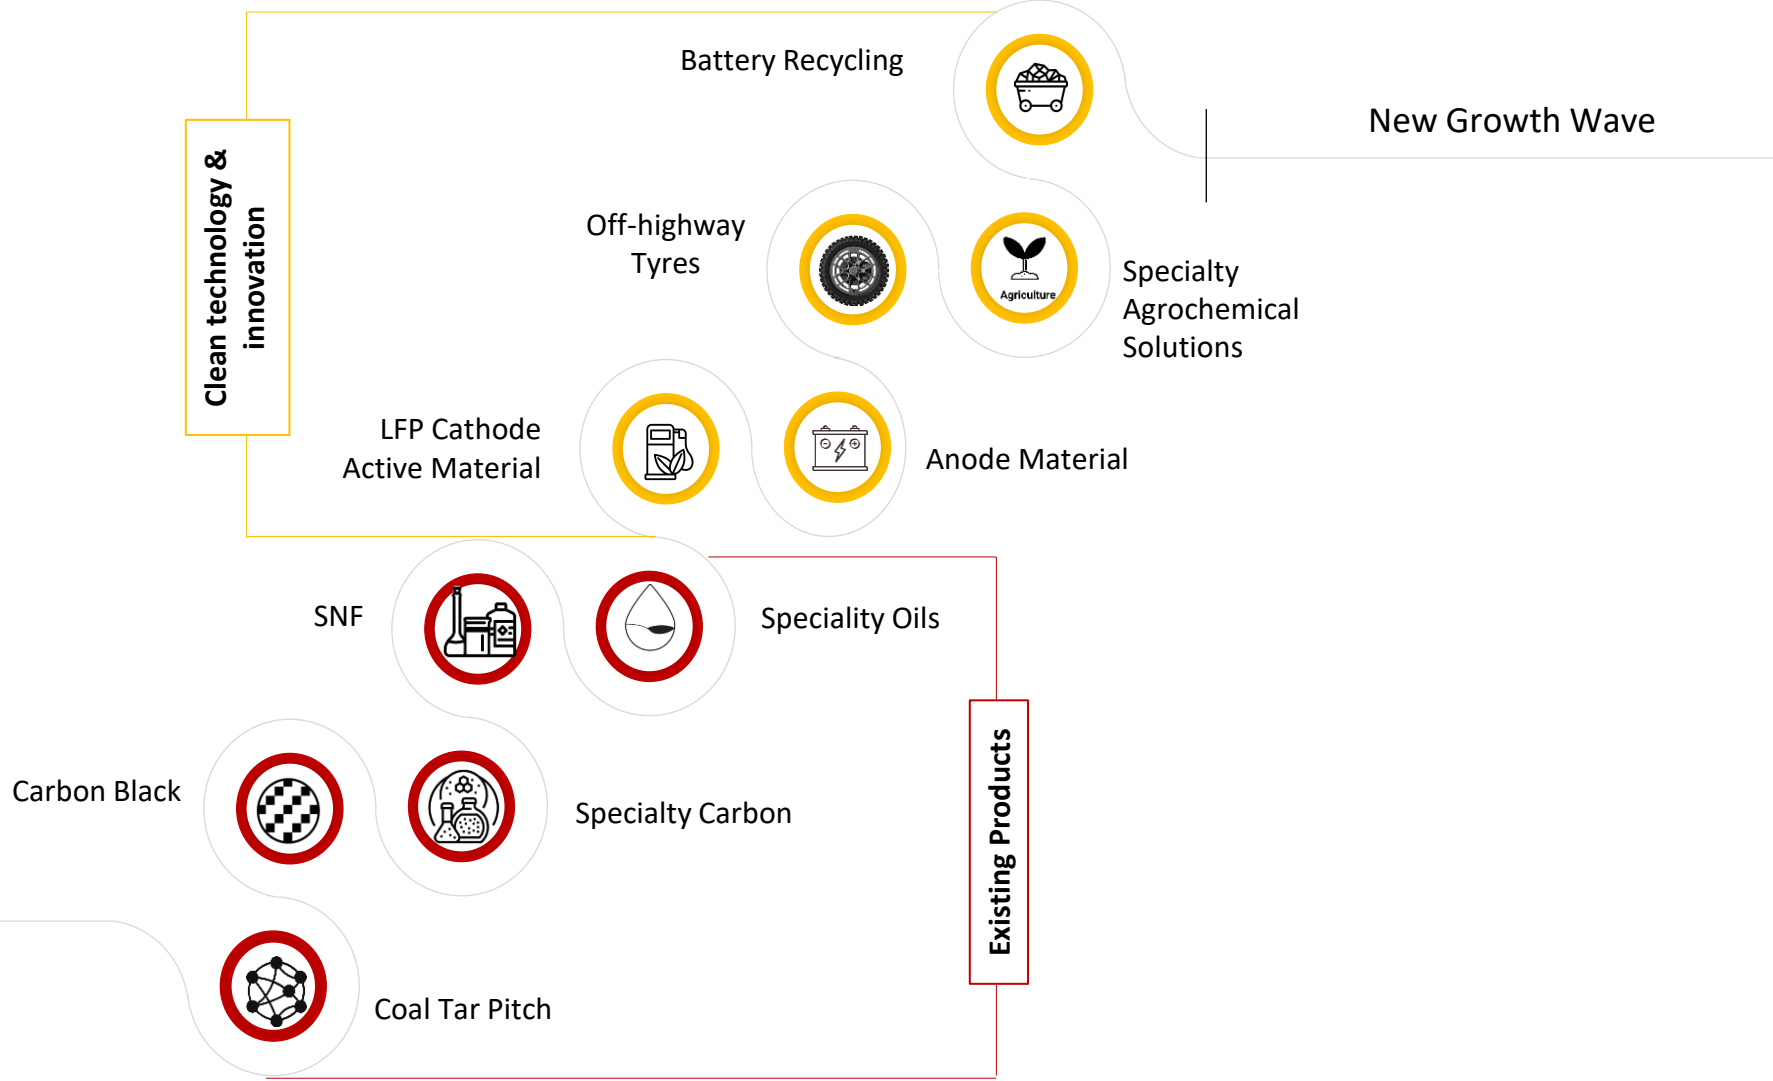 Battery Recycling
New Growth Wave
Clean technology &
innovation
Off-highway
Tyres
Agriculture
Specialty
Agrochemical
Solutions
LFP Cathode
Active Material
Anode Material
SNF
Speciality Oils
Existing Products
Carbon Black
Specialty Carbon
Coal Tar Pitch